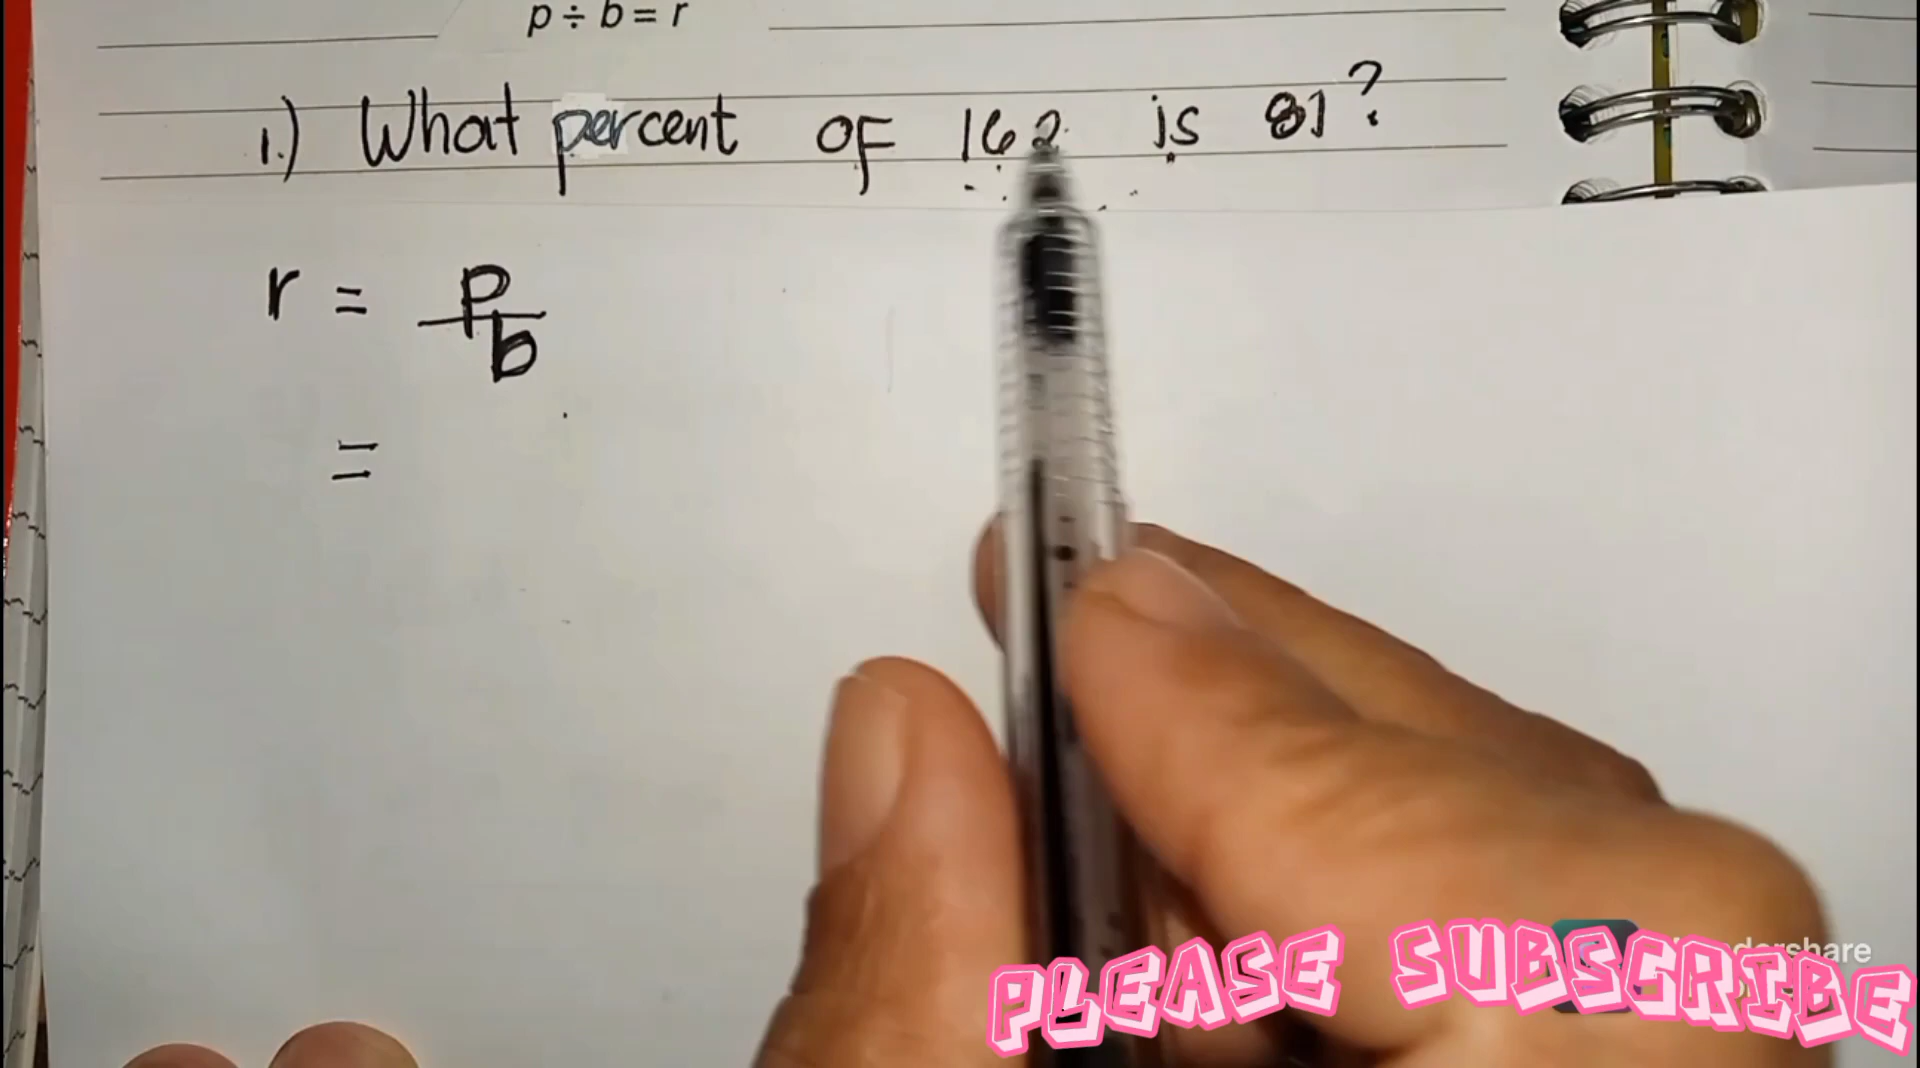 p ÷ b = r
1.) What percent of 162 is 81?
r = p/b
=
PLEASE SUBSCRIBE